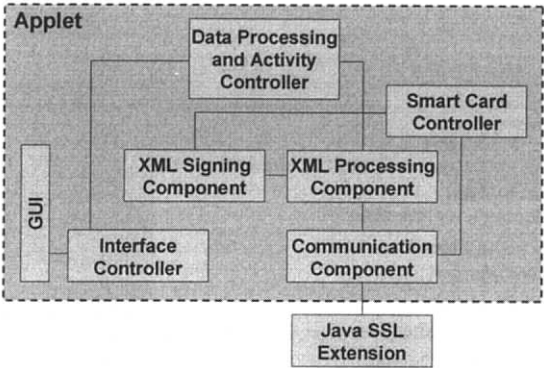 Applet
Data Processing
and Activity
Controller
Smart Card
Controller
XML Signing
Component
XML Processing
Component
GUI
Interface
Controller
Communication
Component
Java SSL
Extension